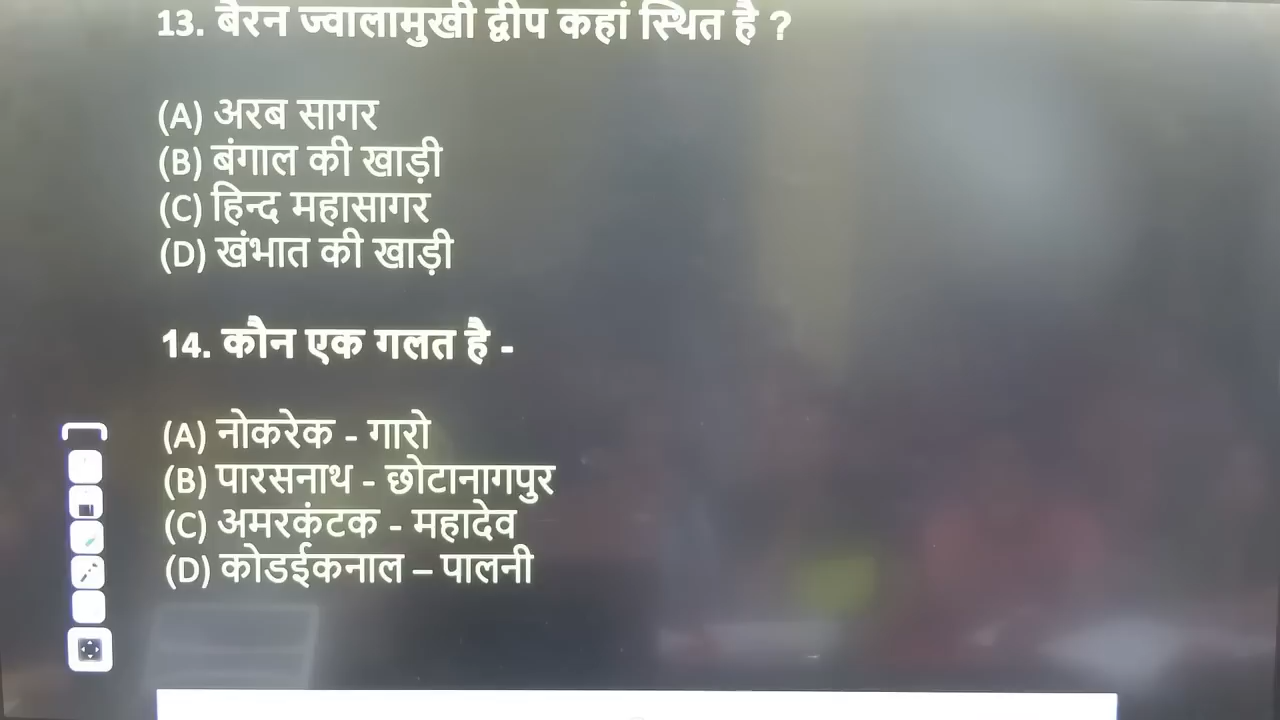 13. बैरन ज्वालामुखी द्वीप कहां स्थित है ?
(A) अरब सागर
(B) बंगाल की खाड़ी
(C) हिन्द महासागर
(D) खंभात की खाड़ी
14. कौन एक गलत है -
(A) नोकरेक - गारो
(B) पारसनाथ - छोटानागपुर
(C) अमरकंटक - महादेव
(D) कोडईकनाल – पालनी